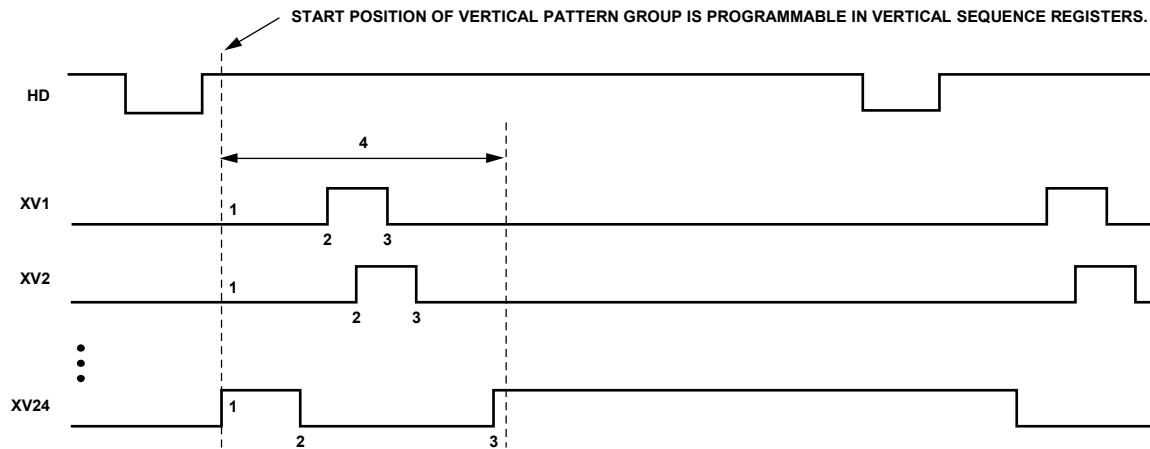 START POSITION OF VERTICAL PATTERN GROUP IS PROGRAMMABLE IN VERTICAL SEQUENCE REGISTERS.
HD
4
XV1
1
2 3
XV2
1
2 3
XV24
1
2 3